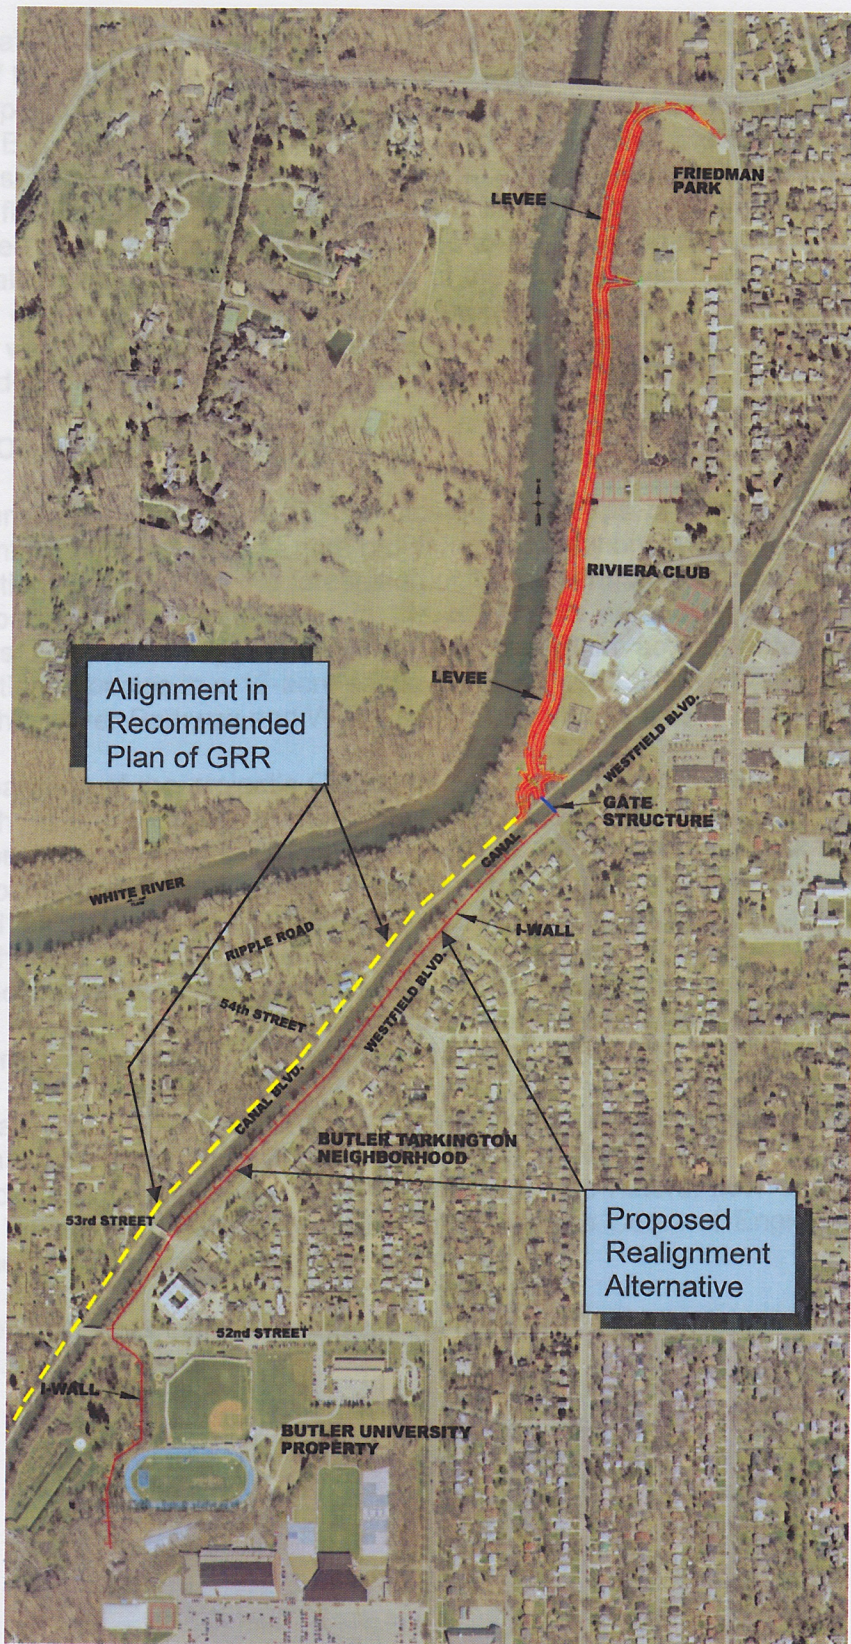 FRIEDMAN
PARK
LEVEE
RIVIERA CLUB
LEVEE
Alignment in
Recommended
Plan of GRR
WESTFIELD BLVD.
GATE
STRUCTURE
CANAL
WHITE RIVER
I-WALL
RIPPLE ROAD
54th STREET
WESTFIELD BLVD.
CANAL BLVD.
BUTLER TARKINGTON
NEIGHBORHOOD
53rd STREET
Proposed
Realignment
Alternative
52nd STREET
I-WALL
BUTLER UNIVERSITY
PROPERTY